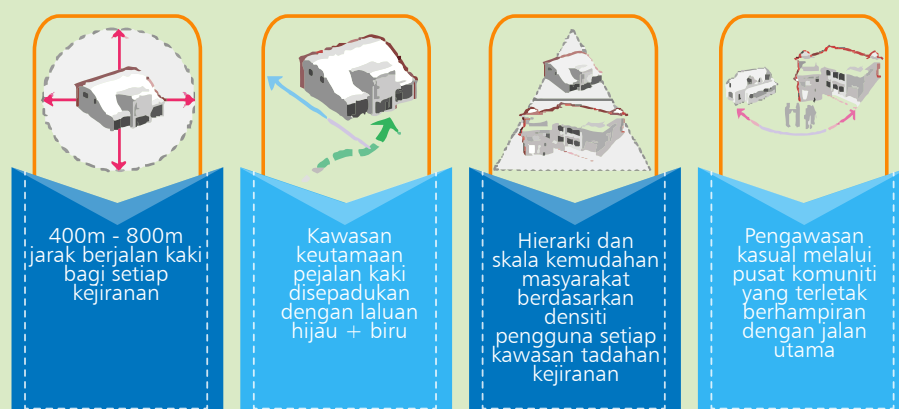 400m - 800m
jarak berjalan kaki
bagi setiap
kejiranan
Kawasan
keutamaan
pejalan kaki
disepadukan
dengan laluan
hijau + biru
Hierarki dan
skala kemudahan
masyarakat
berdasarkan
densiti
pengguna setiap
kawasan tadahan
kejiranan
Pengawasan
kasual melalui
pusat komuniti
yang terletak
berhampiran
dengan jalan
utama